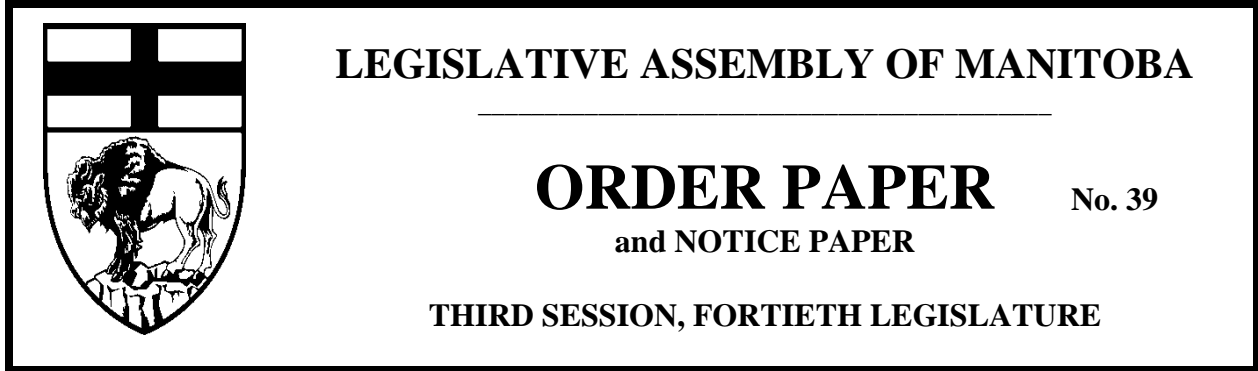 LEGISLATIVE ASSEMBLY OF MANITOBA
ORDER PAPER No. 39
and NOTICE PAPER
THIRD SESSION, FORTIETH LEGISLATURE